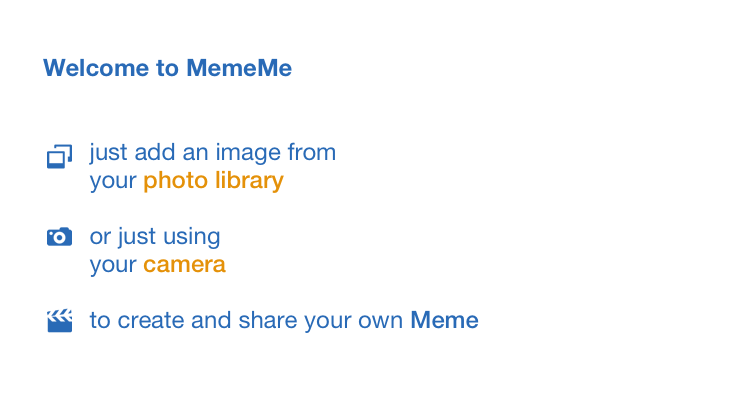 Welcome to MemeMe
just add an image from
your photo library
or just using
your camera
to create and share your own Meme